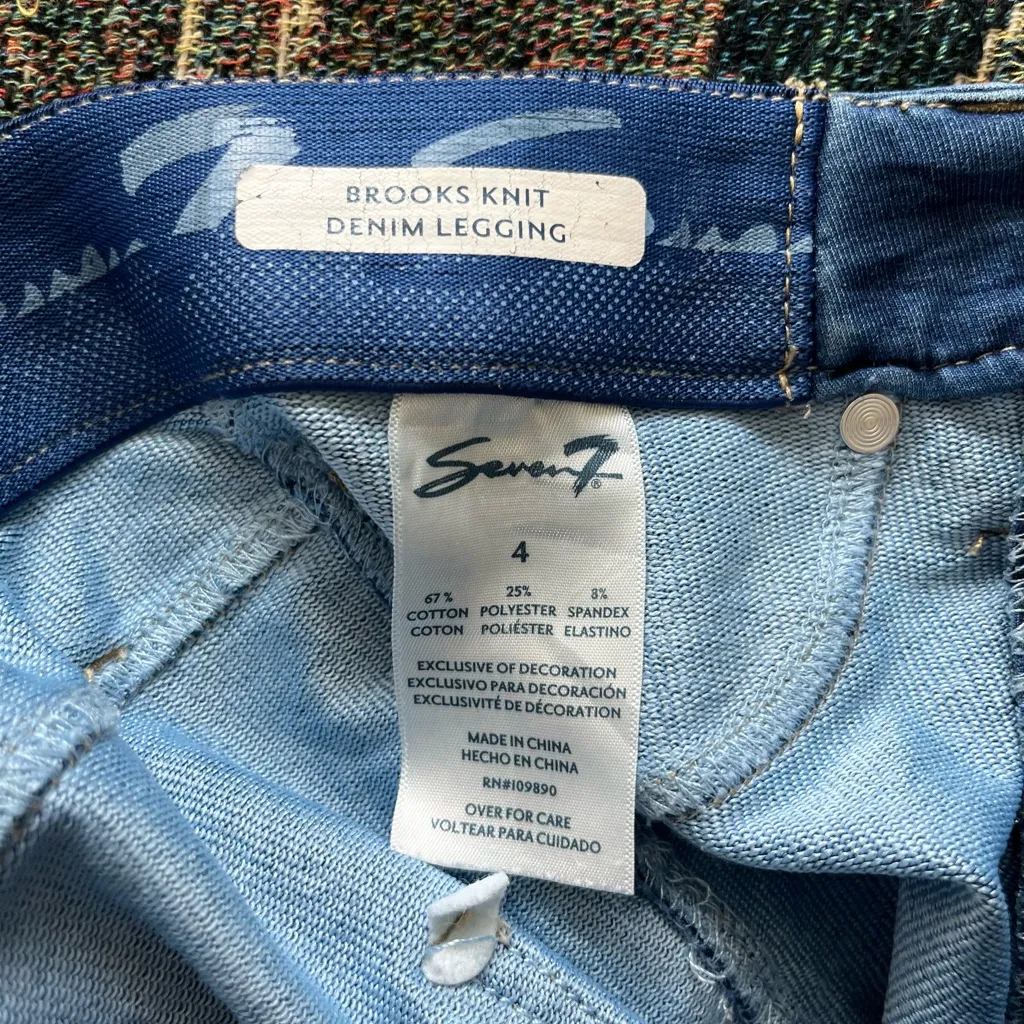 BROOKS KNIT
DENIM LEGGING
Seven7®
4
67% 25% 8%
COTTON POLYESTER SPANDEX
COTON POLIÉSTER ELASTINO
EXCLUSIVE OF DECORATION
EXCLUSIVO PARA DECORACIÓN
EXCLUSIVITÉ DE DÉCORATION
MADE IN CHINA
HECHO EN CHINA
RN#109890
OVER FOR CARE
VOLTEAR PARA CUIDADO